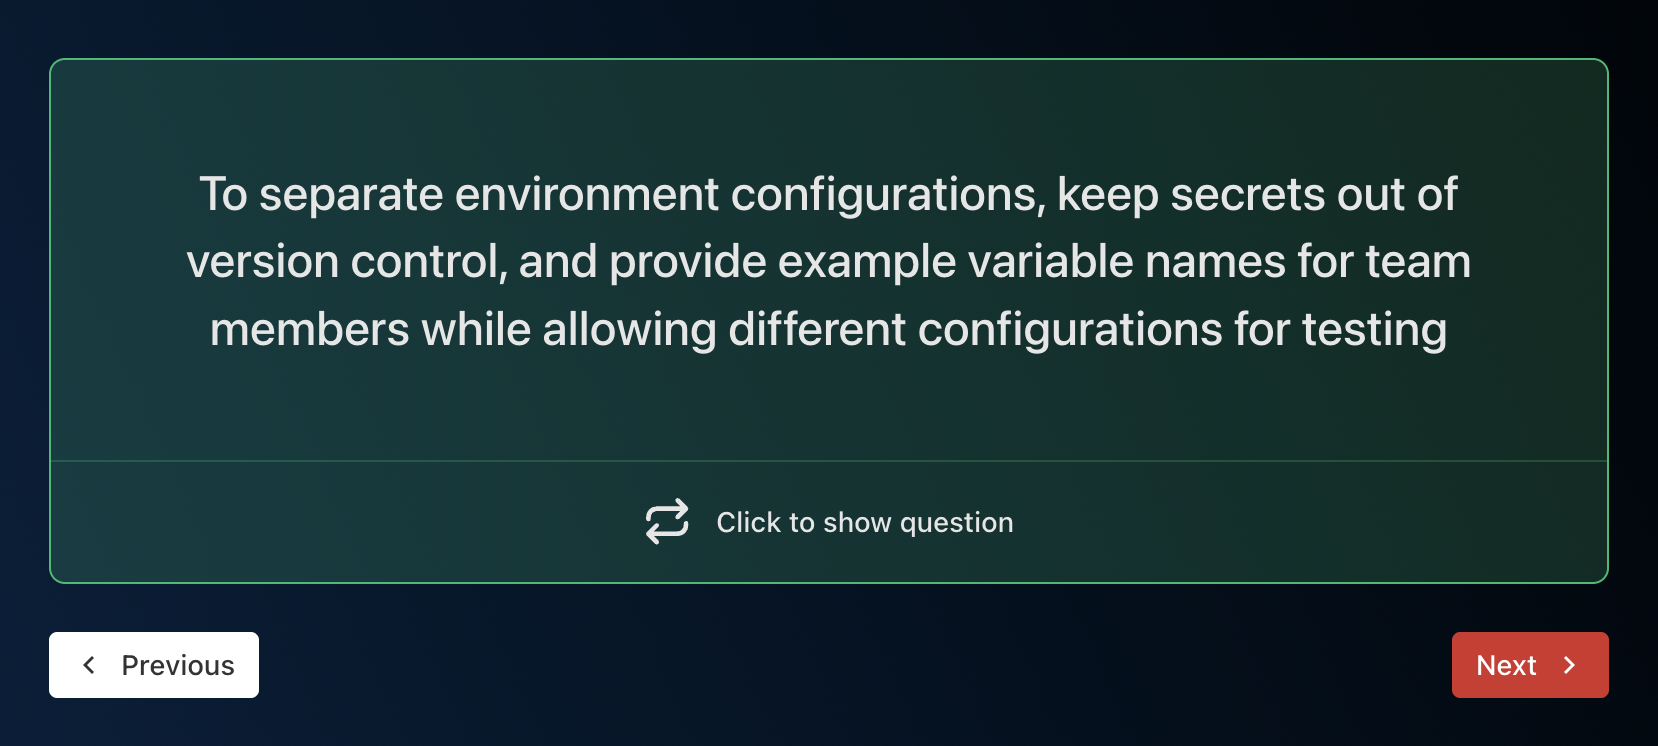 To separate environment configurations, keep secrets out of
version control, and provide example variable names for team
members while allowing different configurations for testing
Click to show question
Previous
Next